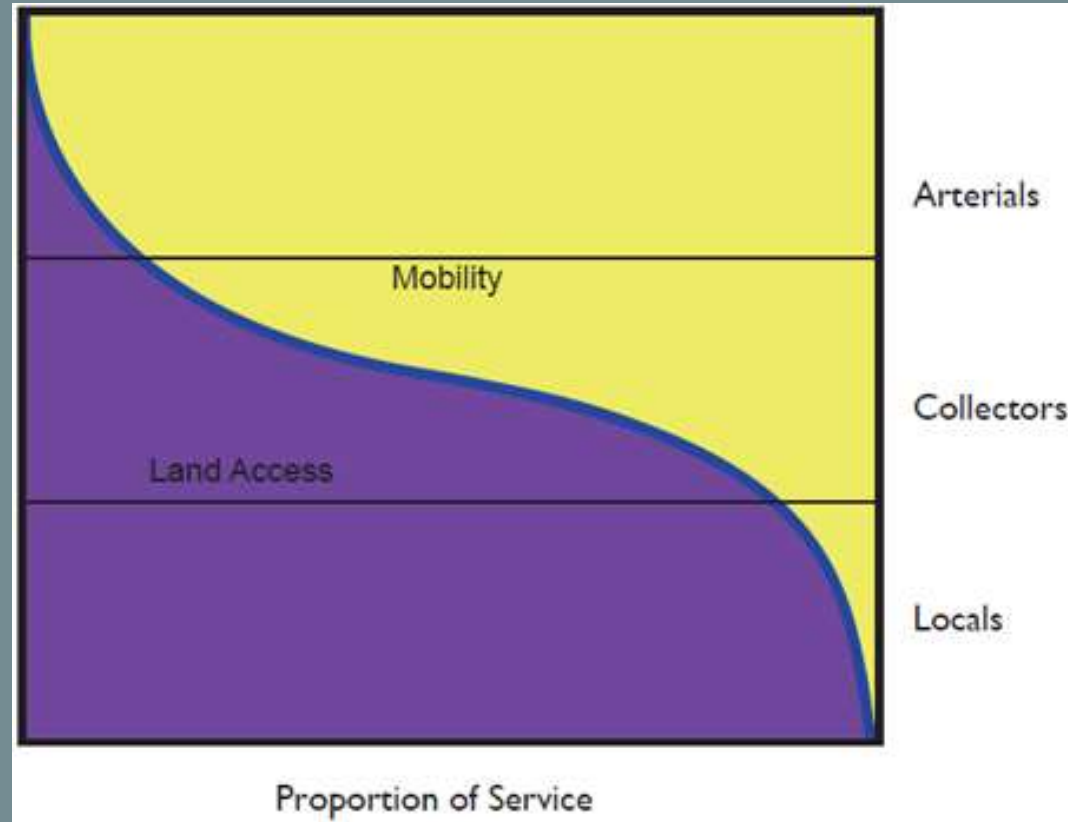 Arterials
Mobility
Collectors
Land Access
Locals
Proportion of Service